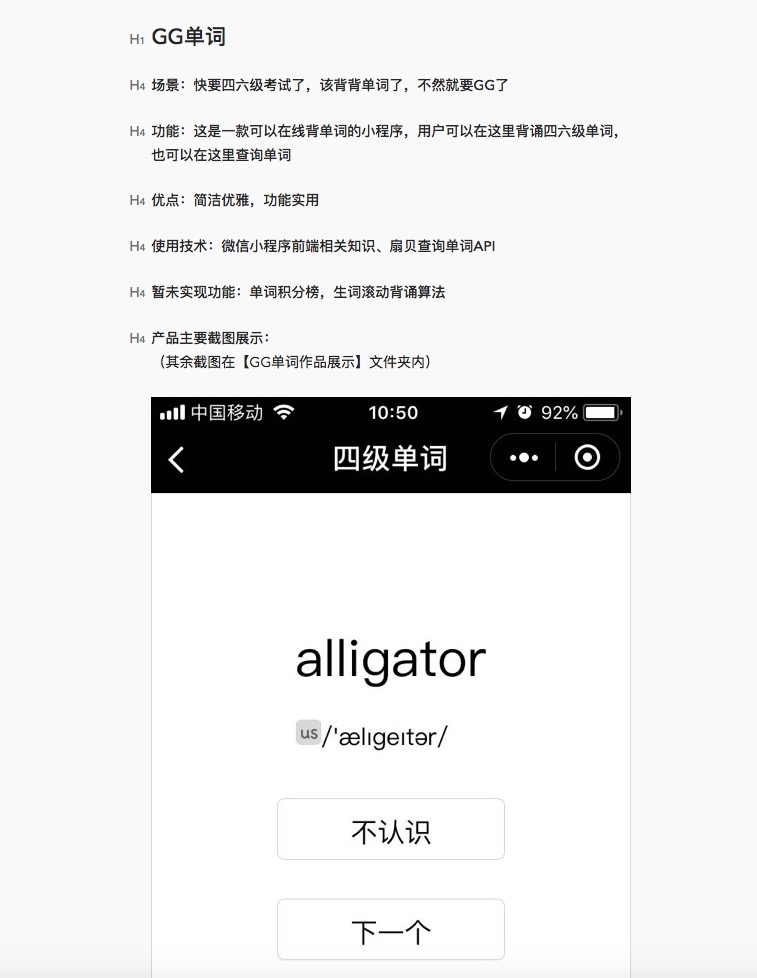 H1 GG单词
H4 场景：快要四六级考试了，该背背单词了，不然就要GG了
H4 功能：这是一款可以在线背单词的小程序，用户可以在这里背诵四六级单词，
也可以在这里查询单词
H4 优点：简洁优雅，功能实用
H4 使用技术：微信小程序前端相关知识、扇贝查询单词API
H4 暂未实现功能：单词积分榜，生词滚动背诵算法
H4 产品主要截图展示：
（其余截图在【GG单词作品展示】文件夹内）
中国移动 10:50 92%
四级单词
alligator
us /ˈælɪgeɪtər/
不认识
下一个